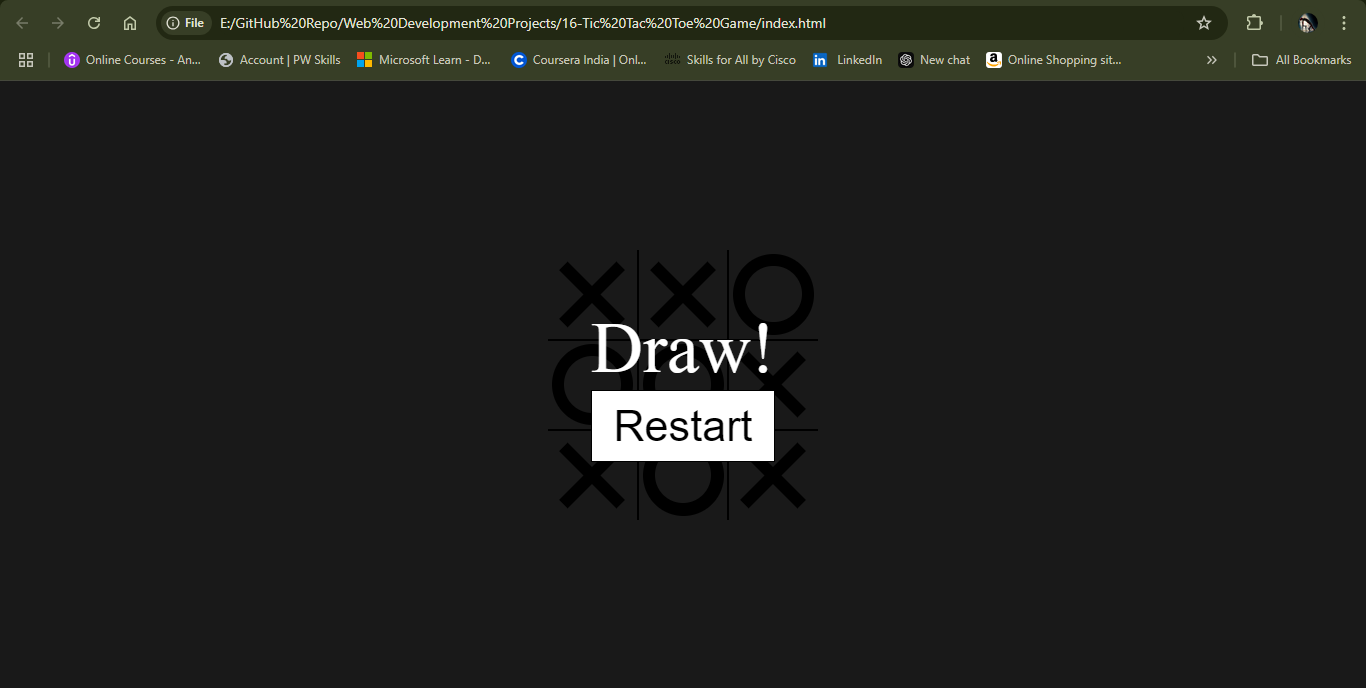 File E:/GitHub%20Repo/Web%20Development%20Projects/16-Tic%20Tac%20Toe%20Game/index.html
Online Courses - An... Account | PW Skills Microsoft Learn - D... Coursera India | Onl... Skills for All by Cisco LinkedIn New chat Online Shopping sit... All Bookmarks
Draw!
Restart